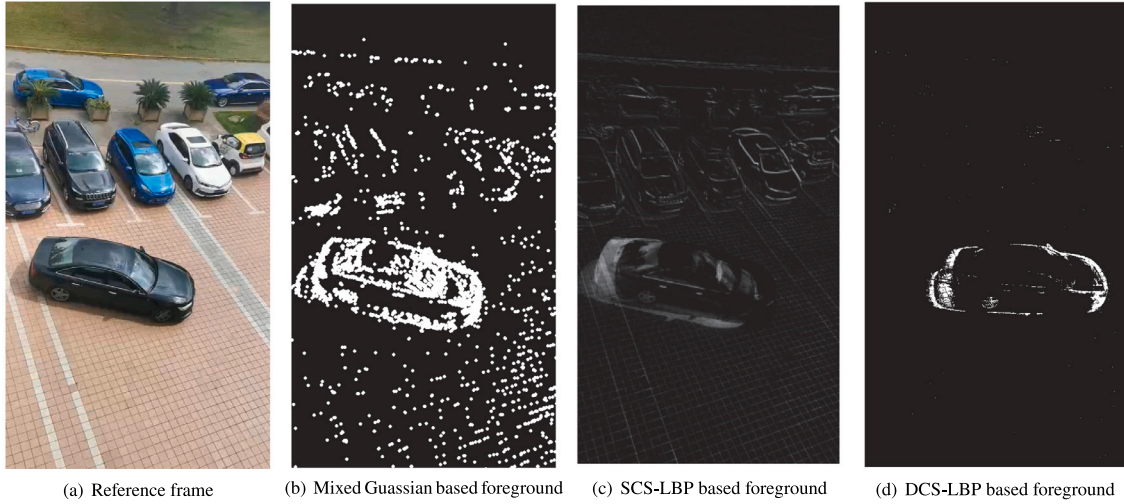 (a) Reference frame
(b) Mixed Guassian based foreground
(c) SCS-LBP based foreground
(d) DCS-LBP based foreground